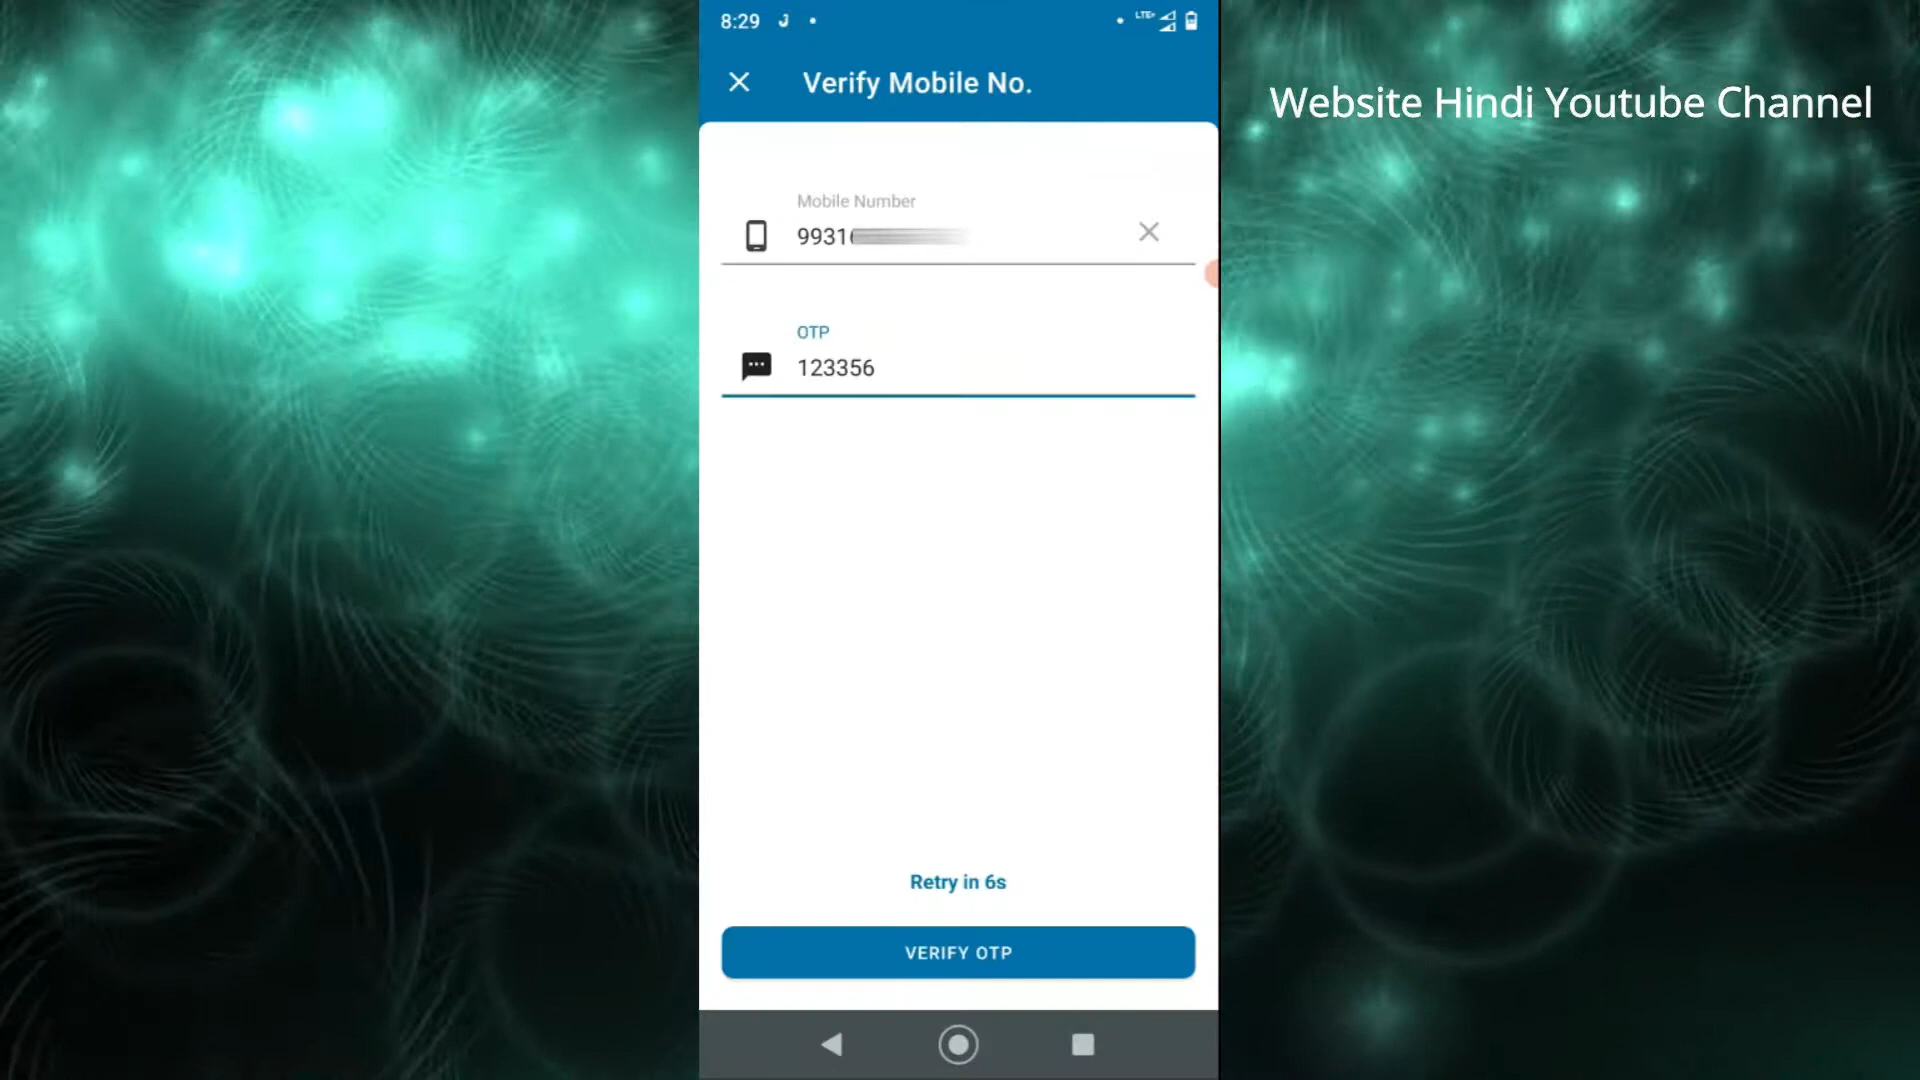 8:29
LTE+
Verify Mobile No.
Website Hindi Youtube Channel
Mobile Number
9931
OTP
123356
Retry in 6s
VERIFY OTP